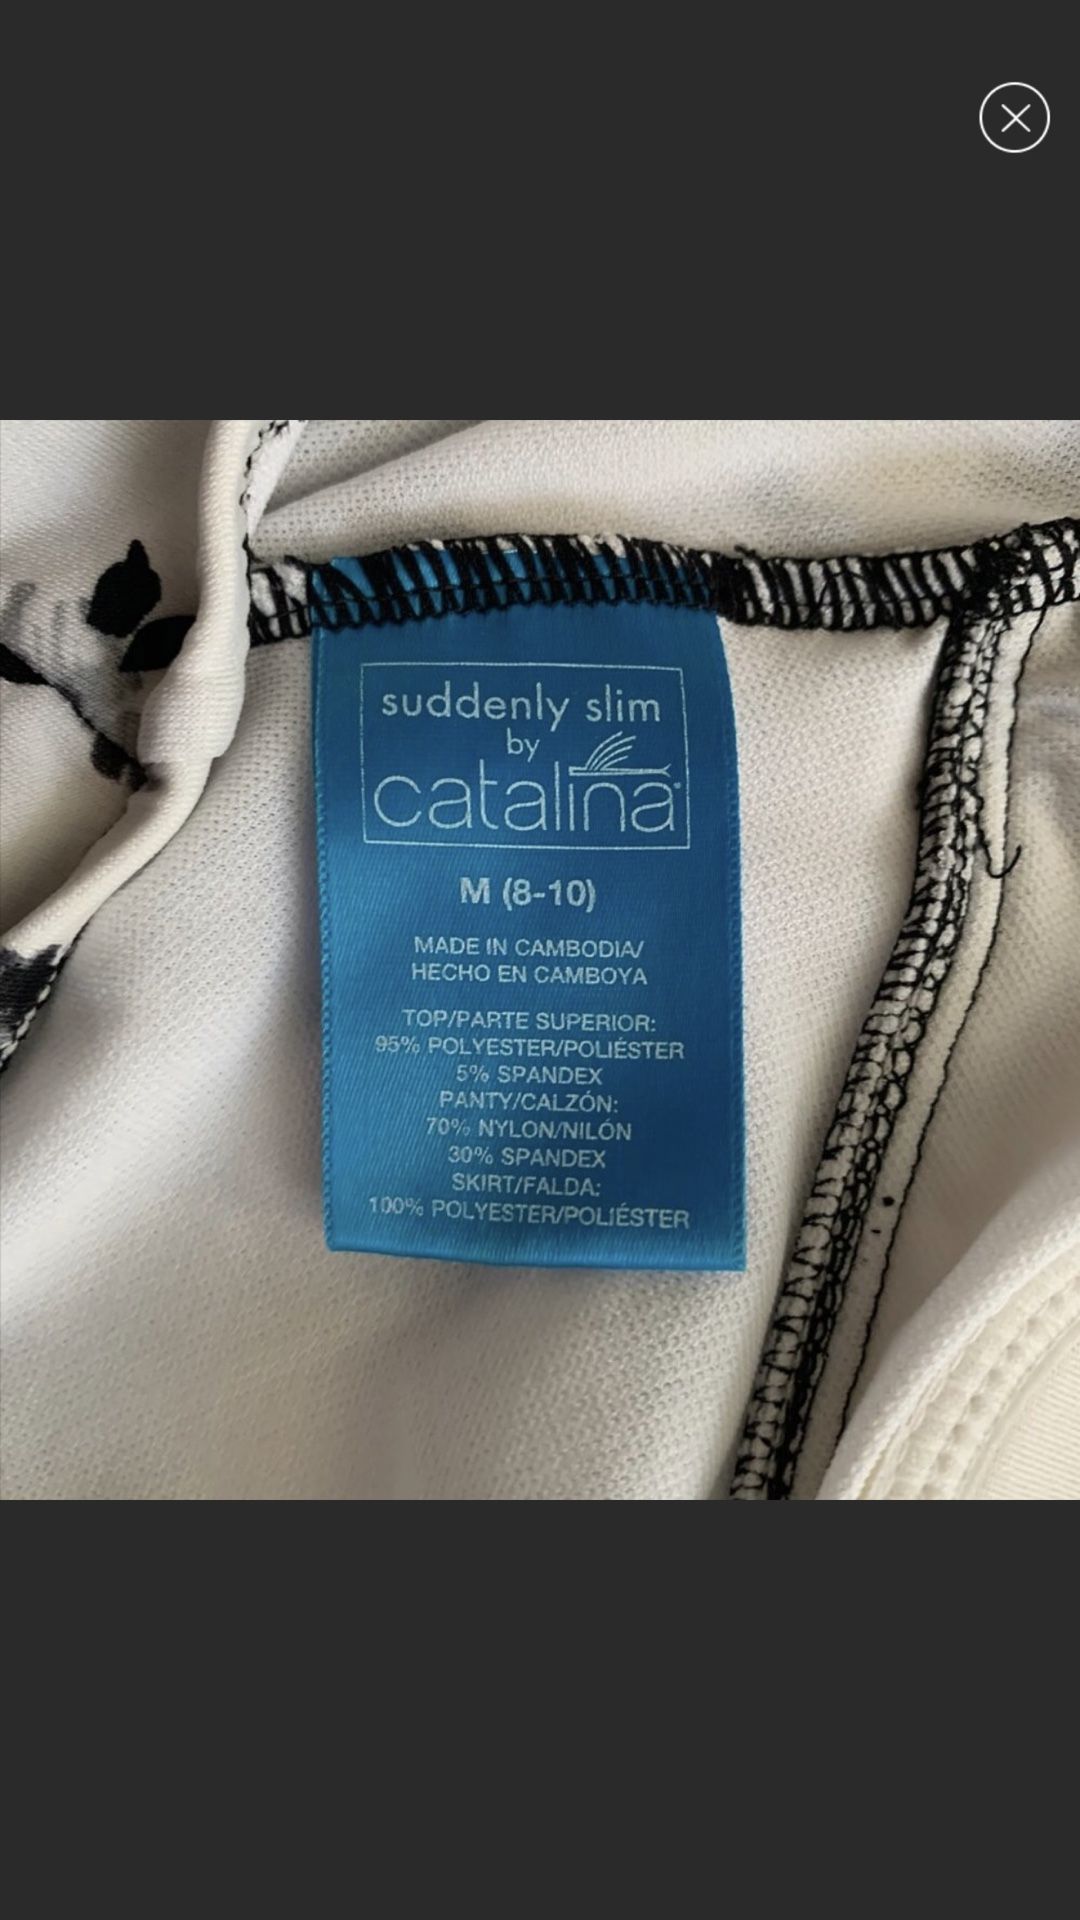 suddenly slim
by
catalina®
M (8-10)
MADE IN CAMBODIA/
HECHO EN CAMBOYA
TOP/PARTE SUPERIOR:
95% POLYESTER/POLIÉSTER
5% SPANDEX
PANTY/CALZÓN:
70% NYLON/NILÓN
30% SPANDEX
SKIRT/FALDA:
100% POLYESTER/POLIÉSTER